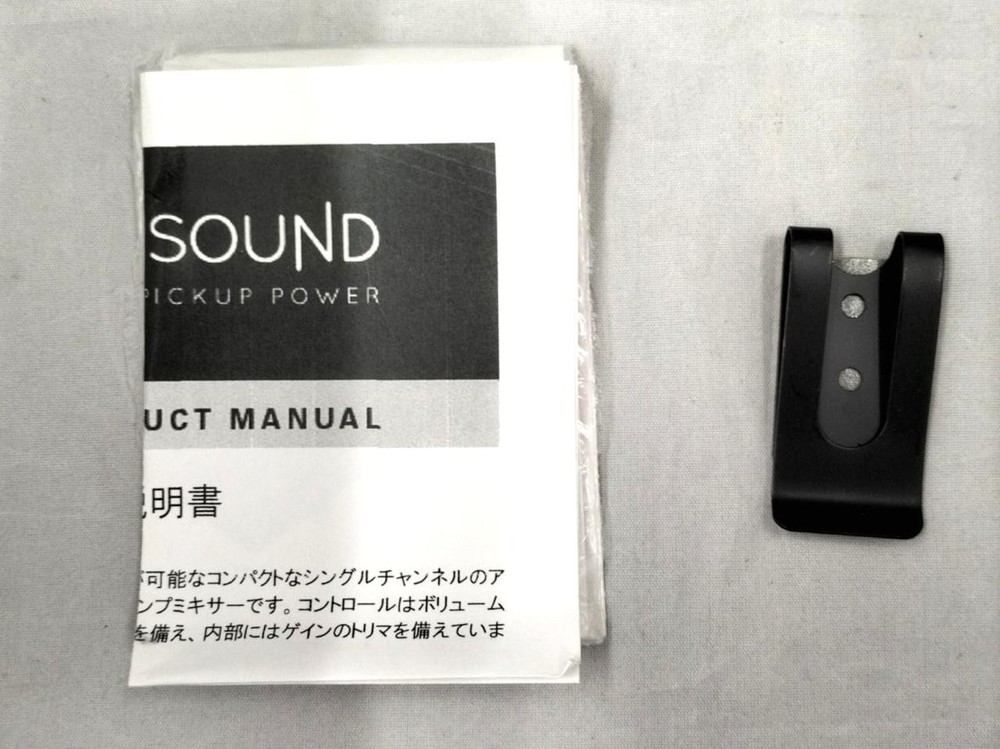 SOUND
PICKUP POWER
UCT MANUAL
明書
可能なコンパクトなシングルチャンネルのア
ンプミキサーです。コントロールはボリューム
を備え、内部にはゲインのトリマを備えていま